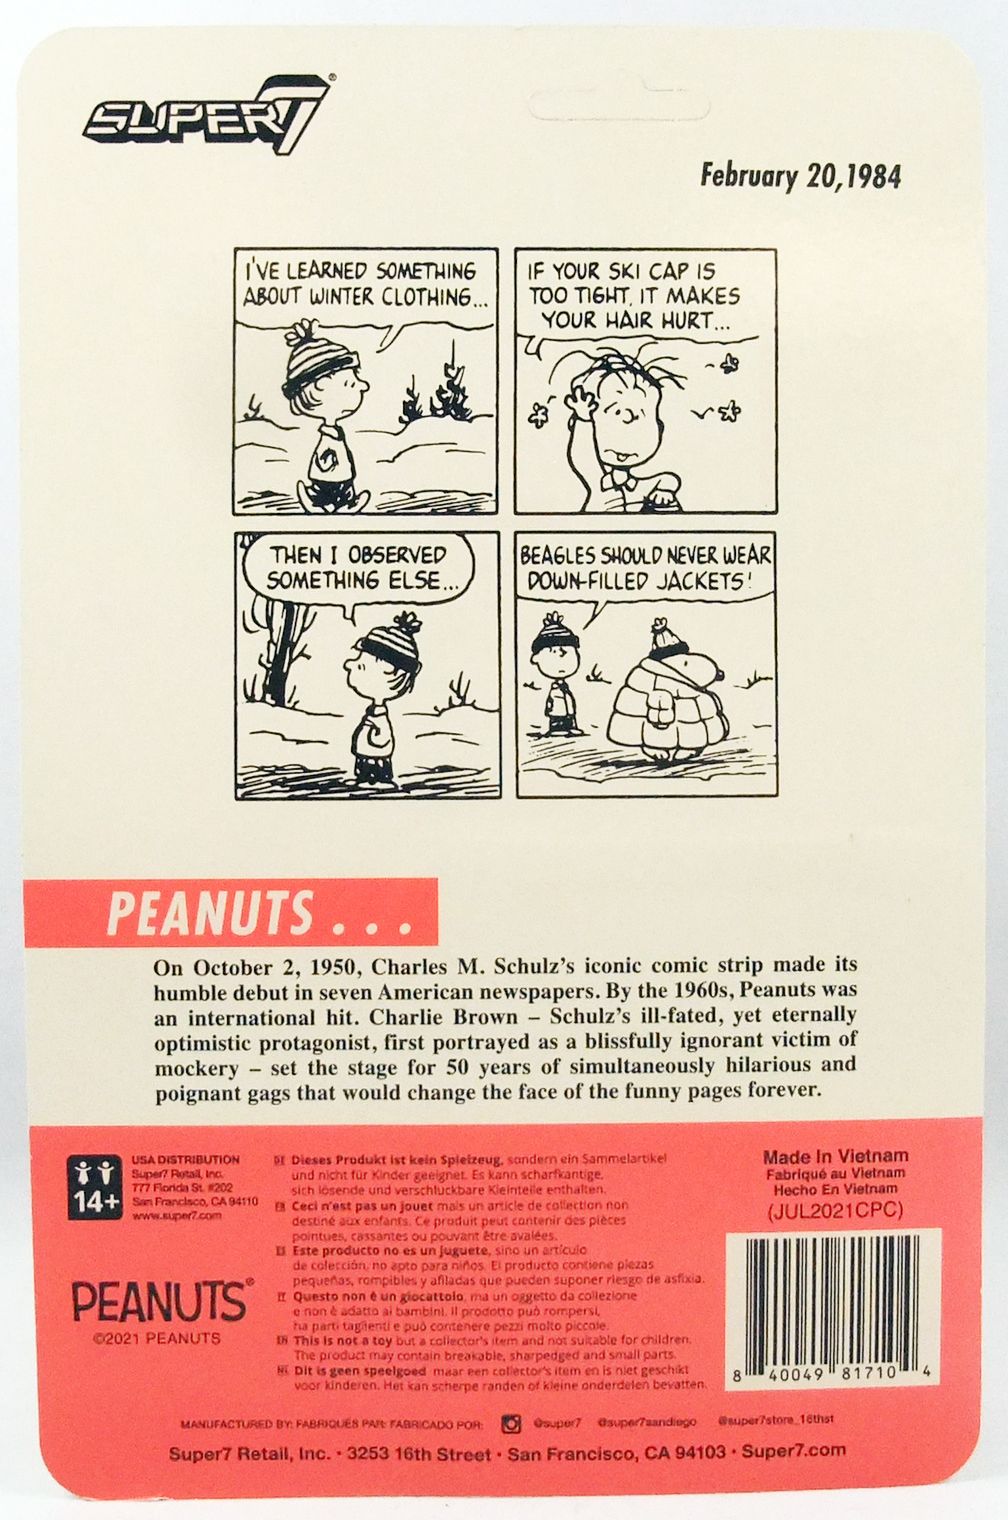 SUPER7®
February 20,1984
I'VE LEARNED SOMETHING
ABOUT WINTER CLOTHING...
IF YOUR SKI CAP IS
TOO TIGHT, IT MAKES
YOUR HAIR HURT...
THEN I OBSERVED
SOMETHING ELSE...
BEAGLES SHOULD NEVER WEAR
DOWN-FILLED JACKETS!
PEANUTS . . .
On October 2, 1950, Charles M. Schulz's iconic comic strip made its
humble debut in seven American newspapers. By the 1960s, Peanuts was
an international hit. Charlie Brown – Schulz's ill-fated, yet eternally
optimistic protagonist, first portrayed as a blissfully ignorant victim of
mockery – set the stage for 50 years of simultaneously hilarious and
poignant gags that would change the face of the funny pages forever.
14+
USA DISTRIBUTION
Super7 Retail, Inc.
777 Florida St. #202
San Francisco, CA 94110
www.super7.com
PEANUTS®
©2021 PEANUTS
DE Dieses Produkt ist kein Spielzeug, sondern ein Sammelartikel
und nicht für Kinder geeignet. Es kann scharfkantige,
sich lösende und verschluckbare Kleinteile enthalten.
FR Ceci n'est pas un jouet mais un article de collection non
destiné aux enfants. Ce produit peut contenir des pièces
pointues, cassantes ou pouvant être avalées.
ES Este producto no es un juguete, sino un artículo
de colección, no apto para niños. El producto contiene piezas
pequeñas, rompibles y afiladas que pueden suponer riesgo de asfixia.
IT Questo non è un giocattolo, ma un oggetto da collezione
e non è adatto ai bambini. Il prodotto può rompersi,
ha parti taglienti e può contenere pezzi molto piccole.
EN This is not a toy but a collector's item and not suitable for children.
The product may contain breakable, sharpedged and small parts.
NL Dit is geen speelgoed maar een collector's item en is niet geschikt
voor kinderen. Het kan scherpe randen of kleine onderdelen bevatten.
Made In Vietnam
Fabriqué au Vietnam
Hecho En Vietnam
(JUL2021CPC)
8 40049 81710 4
MANUFACTURED BY: FABRIQUÉS PAR: FABRICADO POR: @super7 @super7sandiego @super7store_16thst
Super7 Retail, Inc. • 3253 16th Street • San Francisco, CA 94103 • Super7.com